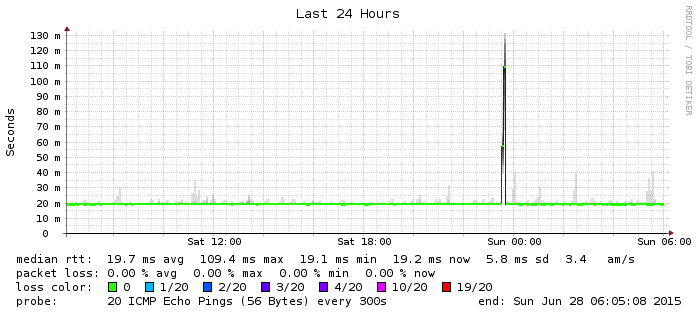 Last 24 Hours
RRDTOOL / TOBI OETIKER
Seconds
130 m
120 m
110 m
100 m
90 m
80 m
70 m
60 m
50 m
40 m
30 m
20 m
10 m
0
Sat 12:00 Sat 18:00 Sun 00:00 Sun 06:00
median rtt: 19.7 ms avg 109.4 ms max 19.1 ms min 19.2 ms now 5.8 ms sd 3.4 am/s
packet loss: 0.00 % avg 0.00 % max 0.00 % min 0.00 % now
loss color: 0 1/20 2/20 3/20 4/20 10/20 19/20
probe: 20 ICMP Echo Pings (56 Bytes) every 300s end: Sun Jun 28 06:05:08 2015